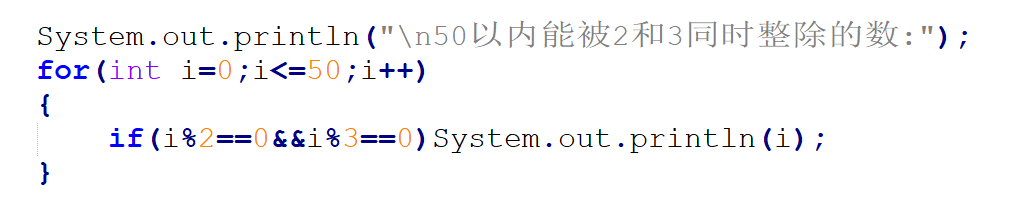 System.out.println("\n50以内能被2和3同时整除的数:");
for(int i=0;i<=50;i++)
{
    if(i%2==0&&i%3==0)System.out.println(i);
}